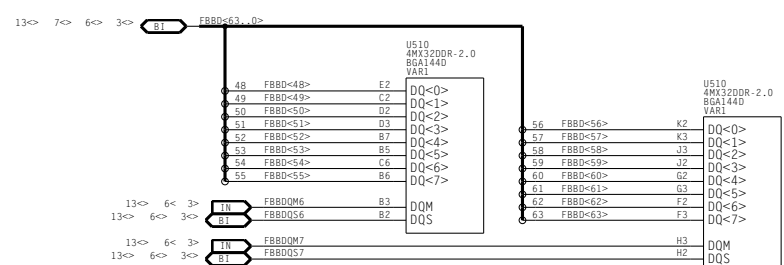 13<> 7<> 6<> 3<> BI FBBD<63..0>
U510
4MX32DDR-2.0
BGA144D
VAR1
48 FBBD<48> E2 DQ<0>
49 FBBD<49> C2 DQ<1>
50 FBBD<50> D2 DQ<2>
51 FBBD<51> D3 DQ<3>
52 FBBD<52> B7 DQ<4>
53 FBBD<53> B5 DQ<5>
54 FBBD<54> C6 DQ<6>
55 FBBD<55> B6 DQ<7>
13<> 6< 3> IN FBBDQM6 B3 DQM
13<> 6<> 3<> BI FBBDQS6 B2 DQS
U510
4MX32DDR-2.0
BGA144D
VAR1
56 FBBD<56> K2 DQ<0>
57 FBBD<57> K3 DQ<1>
58 FBBD<58> J3 DQ<2>
59 FBBD<59> J2 DQ<3>
60 FBBD<60> G2 DQ<4>
61 FBBD<61> G3 DQ<5>
62 FBBD<62> F2 DQ<6>
63 FBBD<63> F3 DQ<7>
13<> 6< 3> IN FBBDQM7 H3 DQM
13<> 6<> 3<> BI FBBDQS7 H2 DQS